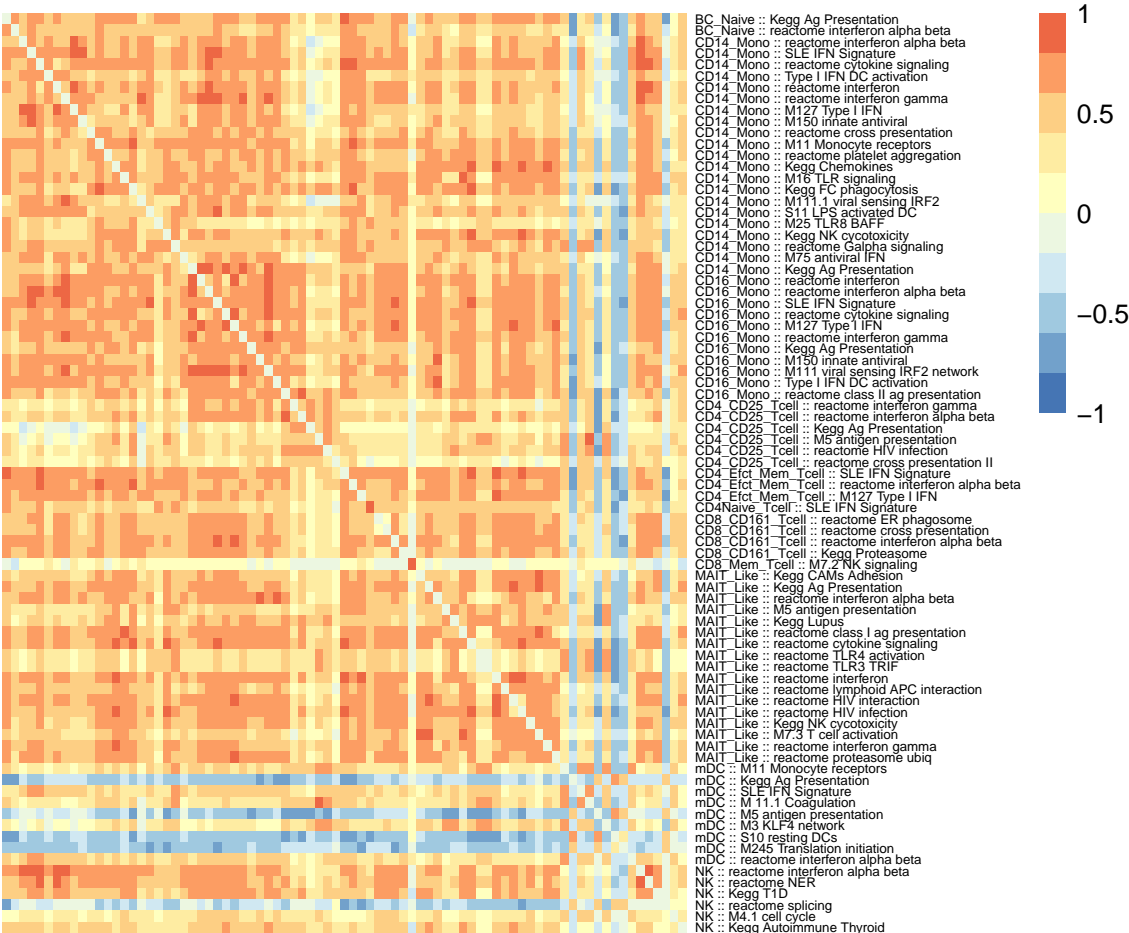 BC_Naive :: Kegg Ag Presentation
BC_Naive :: reactome interferon alpha beta
CD14_Mono :: reactome interferon alpha beta
CD14_Mono :: SLE IFN Signature
CD14_Mono :: reactome cytokine signaling
CD14_Mono :: Type I IFN DC activation
CD14_Mono :: reactome interferon
CD14_Mono :: reactome interferon gamma
CD14_Mono :: M127 Type I IFN
CD14_Mono :: M150 innate antiviral
CD14_Mono :: reactome cross presentation
CD14_Mono :: M11 Monocyte receptors
CD14_Mono :: reactome platelet aggregation
CD14_Mono :: Kegg Chemokines
CD14_Mono :: M16 TLR signaling
CD14_Mono :: Kegg FC phagocytosis
CD14_Mono :: M111.1 viral sensing IRF2
CD14_Mono :: S11 LPS activated DC
CD14_Mono :: M25 TLR8 BAFF
CD14_Mono :: Kegg NK cycotoxicity
CD14_Mono :: reactome Galpha signaling
CD14_Mono :: M75 antiviral IFN
CD14_Mono :: Kegg Ag Presentation
CD16_Mono :: reactome interferon
CD16_Mono :: reactome interferon alpha beta
CD16_Mono :: SLE IFN Signature
CD16_Mono :: reactome cytokine signaling
CD16_Mono :: M127 Type I IFN
CD16_Mono :: reactome interferon gamma
CD16_Mono :: Kegg Ag Presentation
CD16_Mono :: M150 innate antiviral
CD16_Mono :: M111 viral sensing IRF2 network
CD16_Mono :: Type I IFN DC activation
CD16_Mono :: reactome class II ag presentation
CD4_CD25_Tcell :: reactome interferon gamma
CD4_CD25_Tcell :: reactome interferon alpha beta
CD4_CD25_Tcell :: Kegg Ag Presentation
CD4_CD25_Tcell :: M5 antigen presentation
CD4_CD25_Tcell :: reactome HIV infection
CD4_CD25_Tcell :: reactome cross presentation II
CD4_Efct_Mem_Tcell :: SLE IFN Signature
CD4_Efct_Mem_Tcell :: reactome interferon alpha beta
CD4_Efct_Mem_Tcell :: M127 Type I IFN
CD4Naive_Tcell :: SLE IFN Signature
CD8_CD161_Tcell :: reactome ER phagosome
CD8_CD161_Tcell :: reactome cross presentation
CD8_CD161_Tcell :: reactome interferon alpha beta
CD8_CD161_Tcell :: Kegg Proteasome
CD8_Mem_Tcell :: M7.2 NK signaling
MAIT_Like :: Kegg CAMs Adhesion
MAIT_Like :: Kegg Ag Presentation
MAIT_Like :: reactome interferon alpha beta
MAIT_Like :: M5 antigen presentation
MAIT_Like :: Kegg Lupus
MAIT_Like :: reactome class I ag presentation
MAIT_Like :: reactome cytokine signaling
MAIT_Like :: reactome TLR4 activation
MAIT_Like :: reactome TLR3 TRIF
MAIT_Like :: reactome interferon
MAIT_Like :: reactome lymphoid APC interaction
MAIT_Like :: reactome HIV interaction
MAIT_Like :: reactome HIV infection
MAIT_Like :: Kegg NK cycotoxicity
MAIT_Like :: M7.3 T cell activation
MAIT_Like :: reactome interferon gamma
MAIT_Like :: reactome proteasome ubiq
mDC :: M11 Monocyte receptors
mDC :: Kegg Ag Presentation
mDC :: SLE IFN Signature
mDC :: M 11.1 Coagulation
mDC :: M5 antigen presentation
mDC :: M3 KLF4 network
mDC :: S10 resting DCs
mDC :: M245 Translation initiation
mDC :: reactome interferon alpha beta
NK :: reactome interferon alpha beta
NK :: reactome NER
NK :: Kegg T1D
NK :: reactome splicing
NK :: M4.1 cell cycle
NK :: Kegg Autoimmune Thyroid
1
0.5
0
−0.5
−1